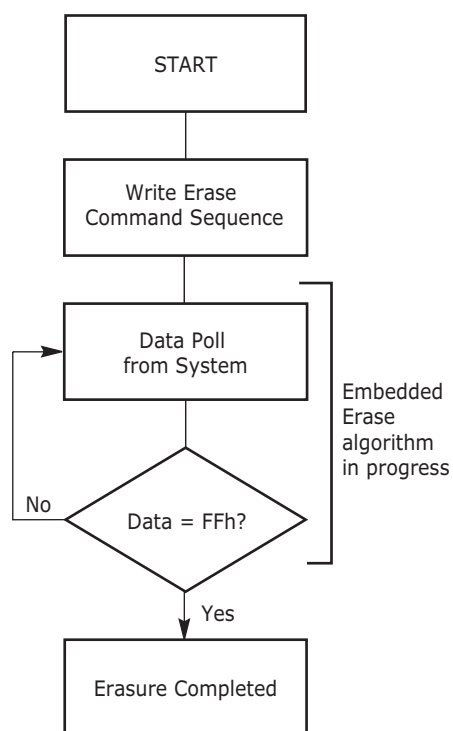 START
Write Erase
Command Sequence
Data Poll
from System
Embedded
Erase
algorithm
in progress
No
Data = FFh?
Yes
Erasure Completed